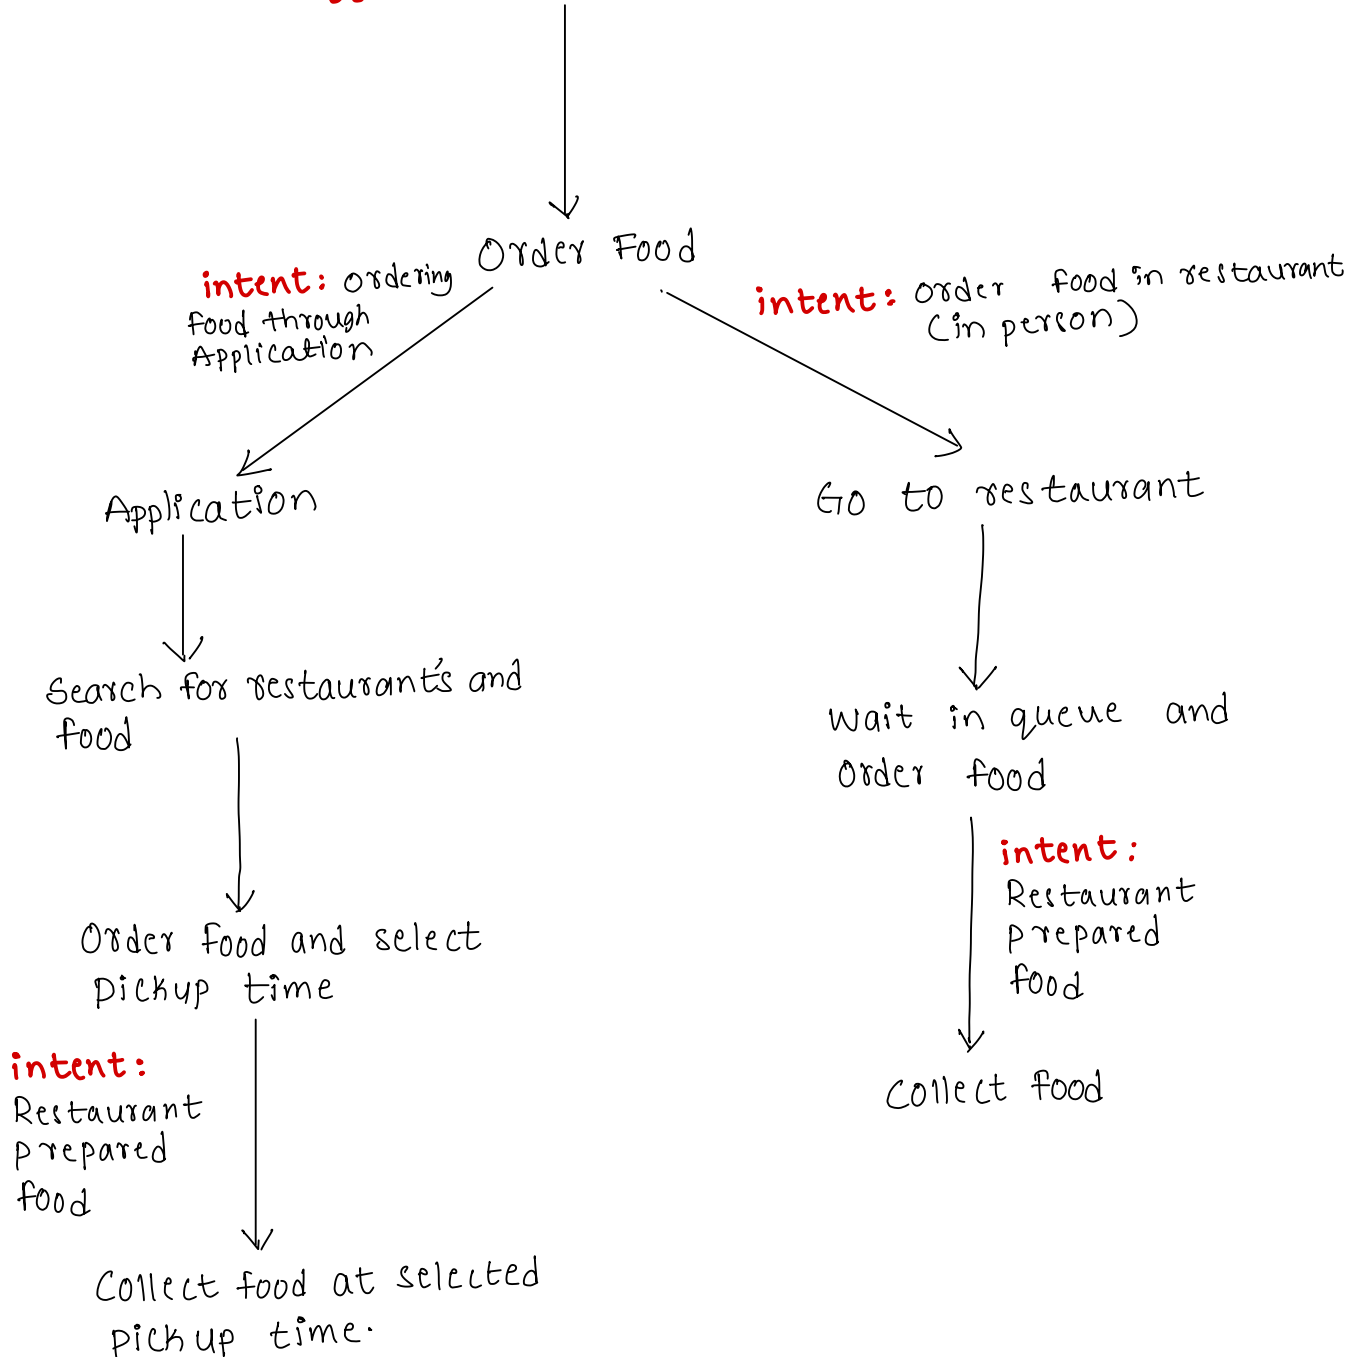 Order Food
intent: ordering
food through
Application
intent: order food in restaurant
(in person)
Application
Go to restaurant
Search for restaurant's and
food
wait in queue and
order food
Order food and select
pickup time
intent:
Restaurant
prepared
food
intent:
Restaurant
prepared
food
Collect food
Collect food at selected
pickup time.